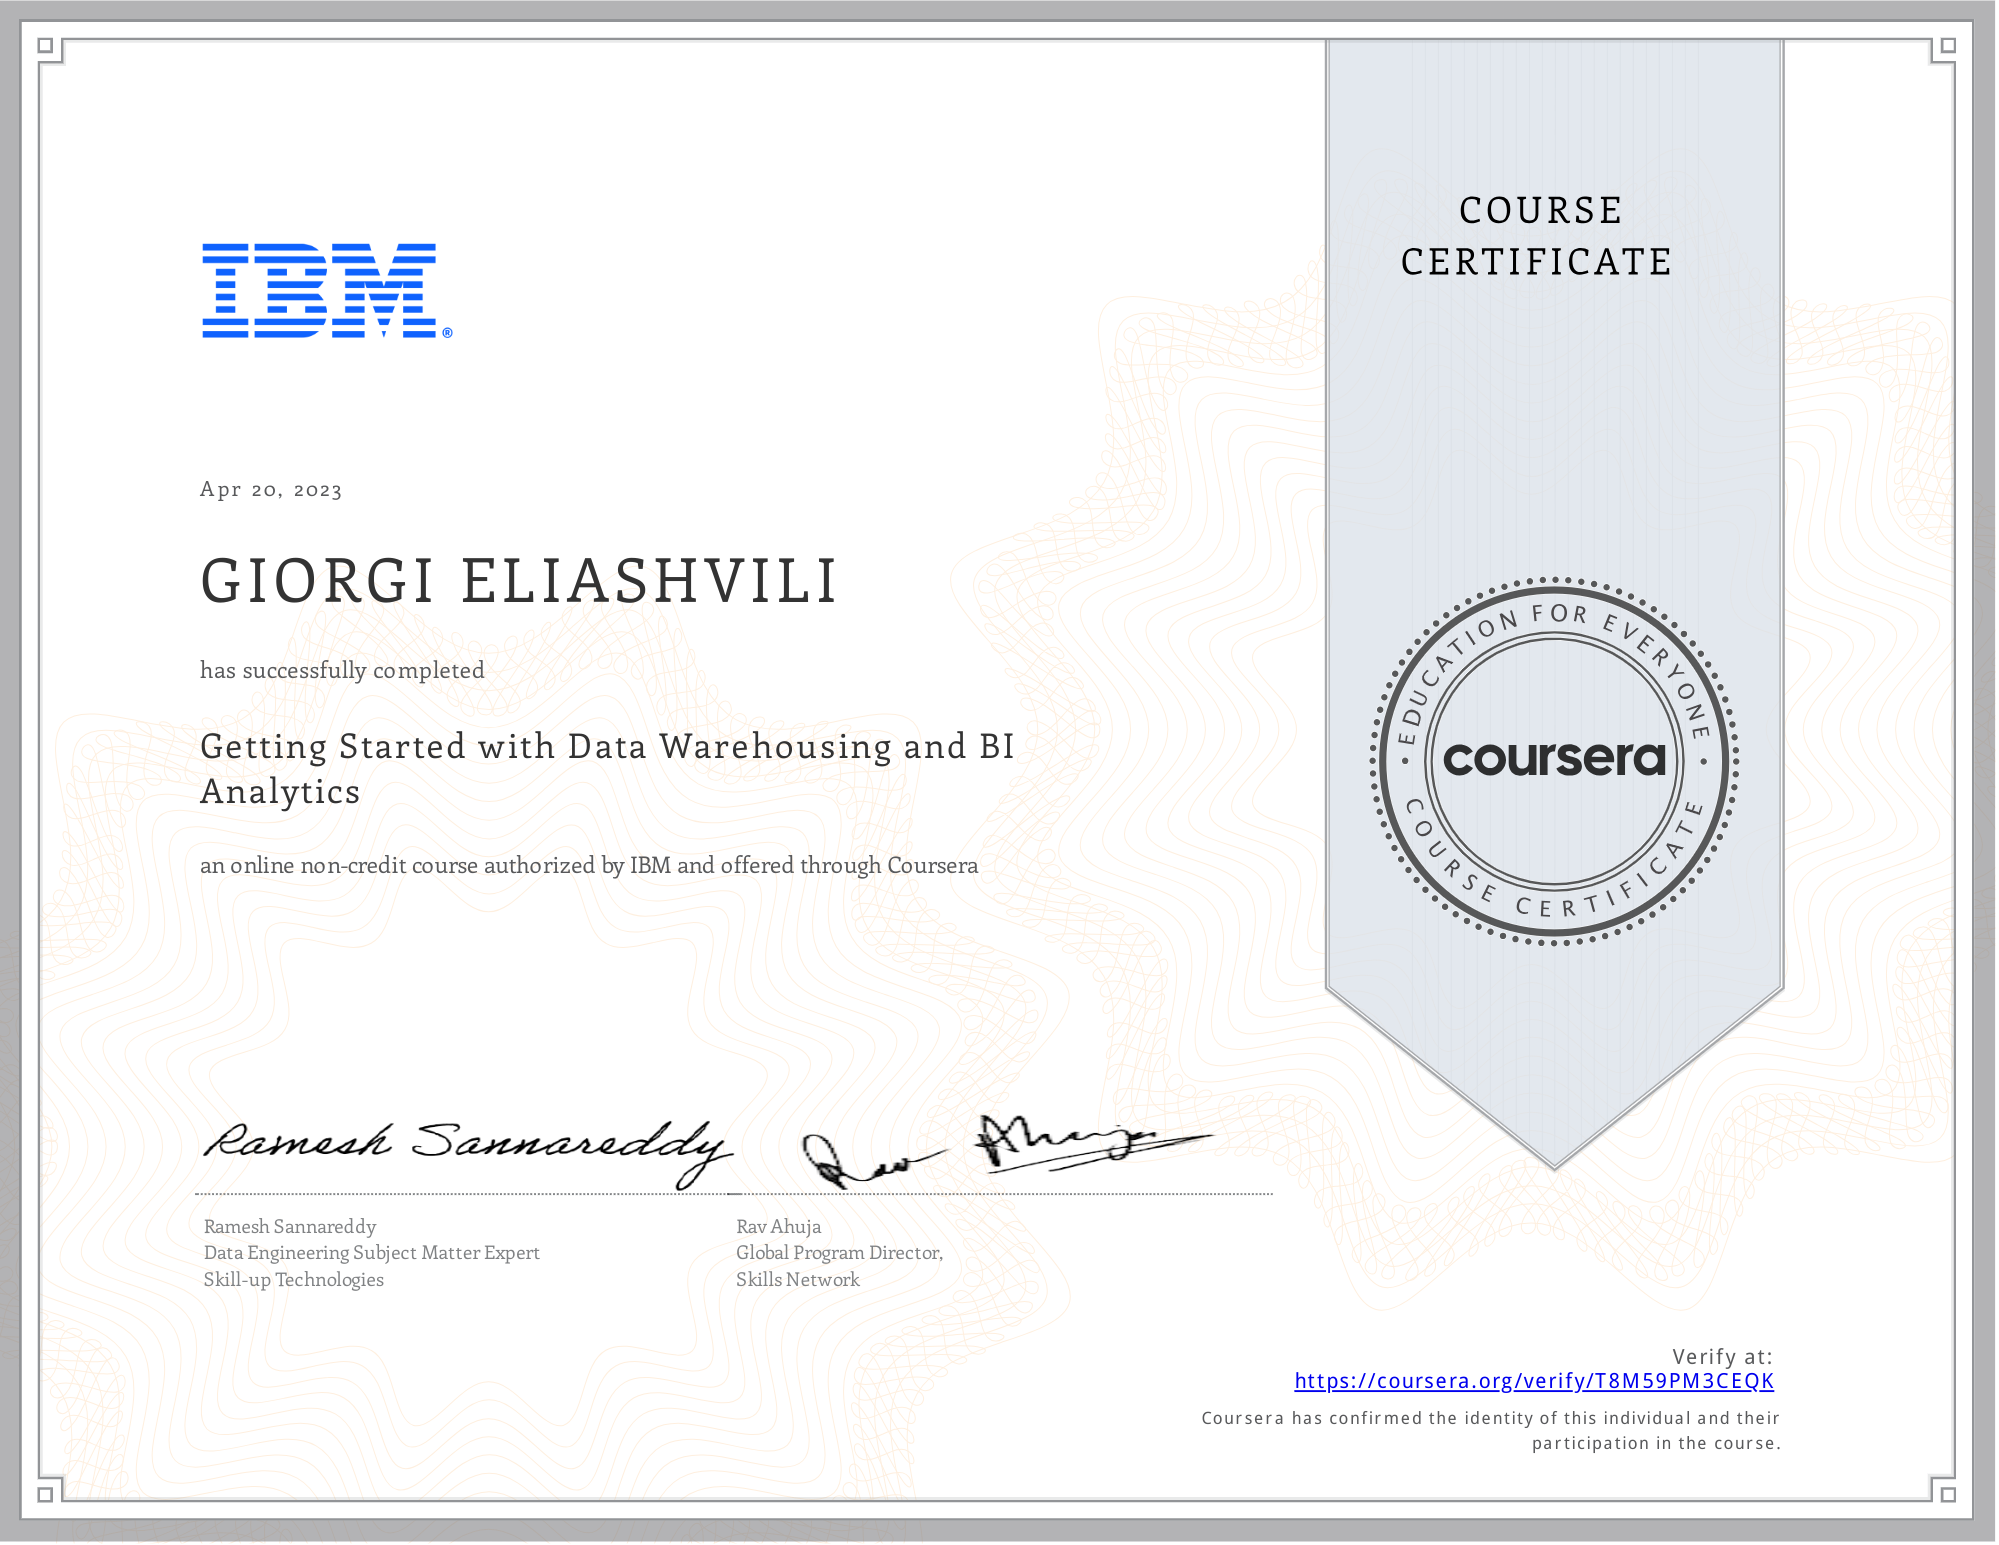 IBM®
COURSE
CERTIFICATE
Apr 20, 2023
GIORGI ELIASHVILI
has successfully completed
Getting Started with Data Warehousing and BI
Analytics
an online non-credit course authorized by IBM and offered through Coursera
EDUCATION FOR EVERYONE
coursera
COURSE CERTIFICATE
Ramesh Sannareddy
Rav Ahuja
Ramesh Sannareddy
Data Engineering Subject Matter Expert
Skill-up Technologies
Rav Ahuja
Global Program Director,
Skills Network
Verify at:
https://coursera.org/verify/T8M59PM3CEQK
Coursera has confirmed the identity of this individual and their
participation in the course.